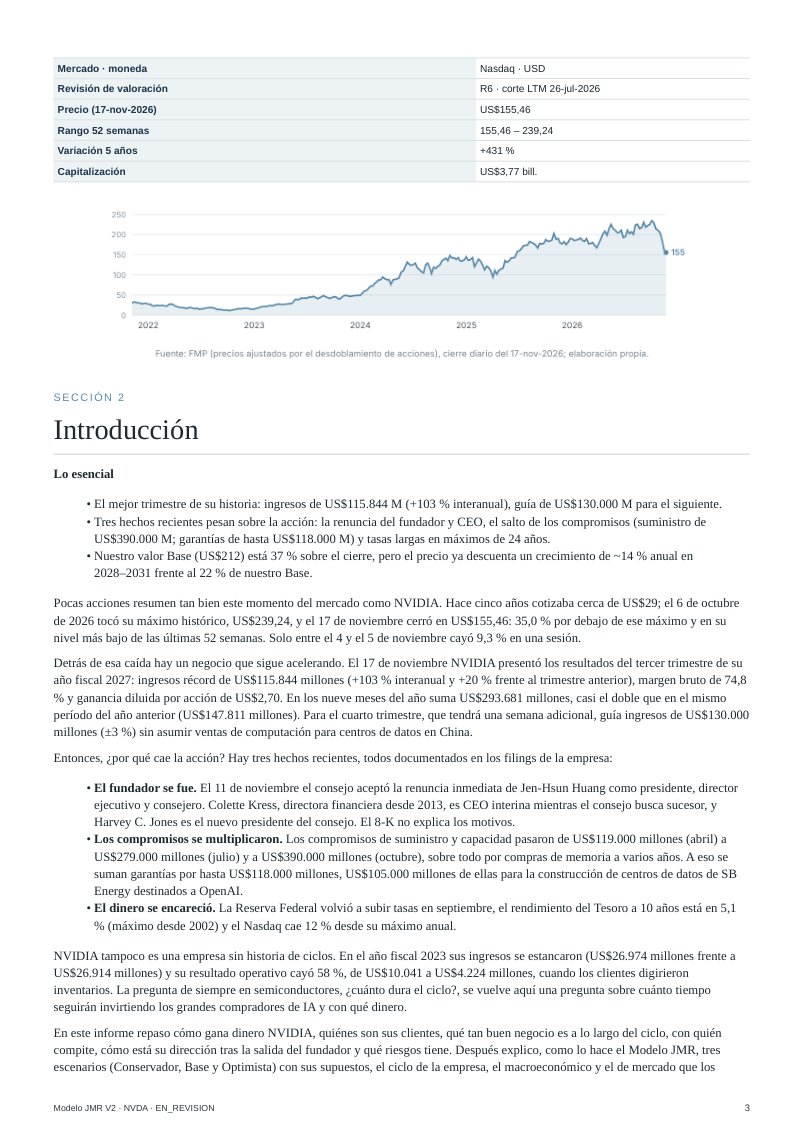 Mercado · moneda Nasdaq · USD
Revisión de valoración R6 · corte LTM 26-jul-2026
Precio (17-nov-2026) US$155,46
Rango 52 semanas 155,46 – 239,24
Variación 5 años +431 %
Capitalización US$3,77 bill.
250
200
150
100
50
0
155
2022 2023 2024 2025 2026
Fuente: FMP (precios ajustados por el desdoblamiento de acciones), cierre diario del 17-nov-2026; elaboración propia.
SECCIÓN 2
Introducción
Lo esencial
• El mejor trimestre de su historia: ingresos de US$115.844 M (+103 % interanual), guía de US$130.000 M para el siguiente.
• Tres hechos recientes pesan sobre la acción: la renuncia del fundador y CEO, el salto de los compromisos (suministro de
US$390.000 M; garantías de hasta US$118.000 M) y tasas largas en máximos de 24 años.
• Nuestro valor Base (US$212) está 37 % sobre el cierre, pero el precio ya descuenta un crecimiento de ~14 % anual en
2028–2031 frente al 22 % de nuestro Base.
Pocas acciones resumen tan bien este momento del mercado como NVIDIA. Hace cinco años cotizaba cerca de US$29; el 6 de octubre
de 2026 tocó su máximo histórico, US$239,24, y el 17 de noviembre cerró en US$155,46: 35,0 % por debajo de ese máximo y en su
nivel más bajo de las últimas 52 semanas. Solo entre el 4 y el 5 de noviembre cayó 9,3 % en una sesión.
Detrás de esa caída hay un negocio que sigue acelerando. El 17 de noviembre NVIDIA presentó los resultados del tercer trimestre de su
año fiscal 2027: ingresos récord de US$115.844 millones (+103 % interanual y +20 % frente al trimestre anterior), margen bruto de 74,8
% y ganancia diluida por acción de US$2,70. En los nueve meses del año suma US$293.681 millones, casi el doble que en el mismo
período del año anterior (US$147.811 millones). Para el cuarto trimestre, que tendrá una semana adicional, guía ingresos de US$130.000
millones (±3 %) sin asumir ventas de computación para centros de datos en China.
Entonces, ¿por qué cae la acción? Hay tres hechos recientes, todos documentados en los filings de la empresa:
• El fundador se fue. El 11 de noviembre el consejo aceptó la renuncia inmediata de Jen-Hsun Huang como presidente, director
ejecutivo y consejero. Colette Kress, directora financiera desde 2013, es CEO interina mientras el consejo busca sucesor, y
Harvey C. Jones es el nuevo presidente del consejo. El 8-K no explica los motivos.
• Los compromisos se multiplicaron. Los compromisos de suministro y capacidad pasaron de US$119.000 millones (abril) a
US$279.000 millones (julio) y a US$390.000 millones (octubre), sobre todo por compras de memoria a varios años. A eso se
suman garantías por hasta US$118.000 millones, US$105.000 millones de ellas para la construcción de centros de datos de SB
Energy destinados a OpenAI.
• El dinero se encareció. La Reserva Federal volvió a subir tasas en septiembre, el rendimiento del Tesoro a 10 años está en 5,1
% (máximo desde 2002) y el Nasdaq cae 12 % desde su máximo anual.
NVIDIA tampoco es una empresa sin historia de ciclos. En el año fiscal 2023 sus ingresos se estancaron (US$26.974 millones frente a
US$26.914 millones) y su resultado operativo cayó 58 %, de US$10.041 a US$4.224 millones, cuando los clientes digirieron
inventarios. La pregunta de siempre en semiconductores, ¿cuánto dura el ciclo?, se vuelve aquí una pregunta sobre cuánto tiempo
seguirán invirtiendo los grandes compradores de IA y con qué dinero.
En este informe repaso cómo gana dinero NVIDIA, quiénes son sus clientes, qué tan buen negocio es a lo largo del ciclo, con quién
compite, cómo está su dirección tras la salida del fundador y qué riesgos tiene. Después explico, como lo hace el Modelo JMR, tres
escenarios (Conservador, Base y Optimista) con sus supuestos, el ciclo de la empresa, el macroeconómico y el de mercado que los
Modelo JMR V2 · NVDA · EN_REVISION 3